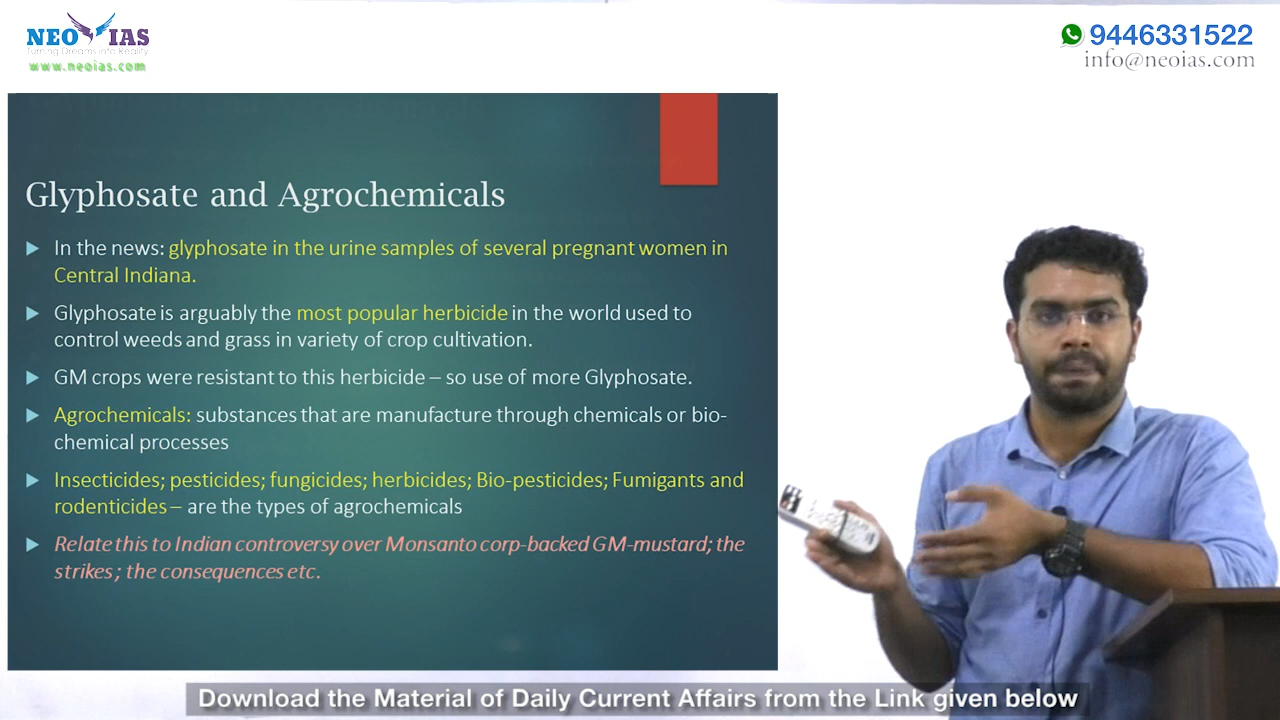 NEO IAS
Turning Dreams into Reality
www.neoias.com
9446331522
info@neoias.com
Glyphosate and Agrochemicals
In the news: glyphosate in the urine samples of several pregnant women in
Central Indiana.
Glyphosate is arguably the most popular herbicide in the world used to
control weeds and grass in variety of crop cultivation.
GM crops were resistant to this herbicide – so use of more Glyphosate.
Agrochemicals: substances that are manufacture through chemicals or bio-
chemical processes
Insecticides; pesticides; fungicides; herbicides; Bio-pesticides; Fumigants and
rodenticides – are the types of agrochemicals
Relate this to Indian controversy over Monsanto corp-backed GM-mustard; the
strikes ; the consequences etc.
Download the Material of Daily Current Affairs from the Link given below